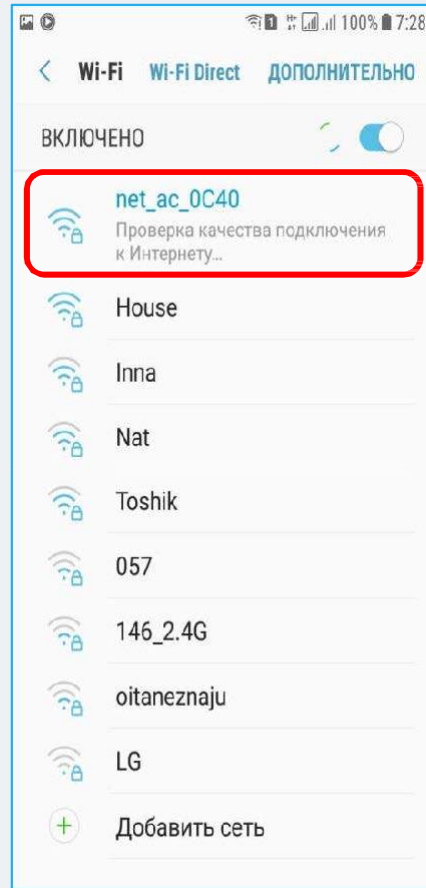 100% 7:28
Wi-Fi Wi-Fi Direct ДОПОЛНИТЕЛЬНО
ВКЛЮЧЕНО
net_ac_0C40
Проверка качества подключения
к Интернету...
House
Inna
Nat
Toshik
057
146_2.4G
oitaneznaju
LG
Добавить сеть